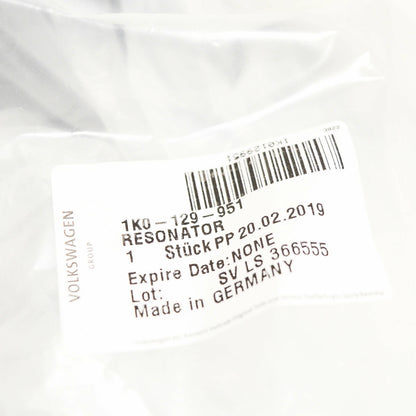 VOLKSWAGEN
GROUP
1K0129951
1K0-129-951
RESONATOR
1 Stück PP 20.02.2019
Expire Date: NONE
Lot: SV LS 366555
Made in GERMANY